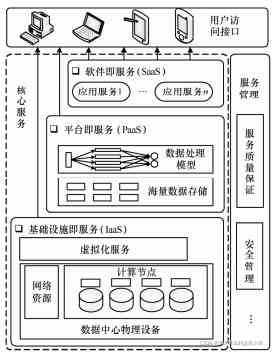 用户访
问接口
核心服务
软件即服务(SaaS)
应用服务1
…
应用服务n
平台即服务(PaaS)
数据处理
模型
海量数据存储
基础设施即服务(IaaS)
虚拟化服务
网络
资源
计算节点
数据中心物理设备
服务
管理
服务质量保证
安全管理
…